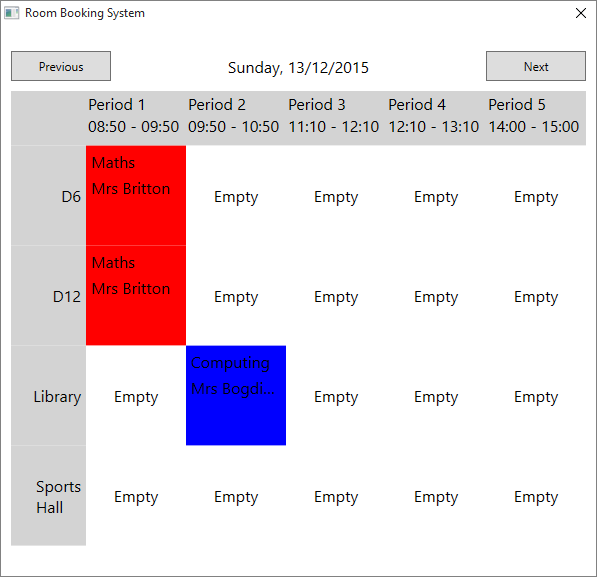 Room Booking System
Previous
Sunday, 13/12/2015
Next
Period 1 Period 2 Period 3 Period 4 Period 5
08:50 - 09:50 09:50 - 10:50 11:10 - 12:10 12:10 - 13:10 14:00 - 15:00
Maths
Mrs Britton
D6 Empty Empty Empty Empty
Maths
Mrs Britton
D12 Empty Empty Empty Empty
Computing
Mrs Bogdi...
Library Empty Empty Empty Empty
Sports
Hall
Empty Empty Empty Empty Empty